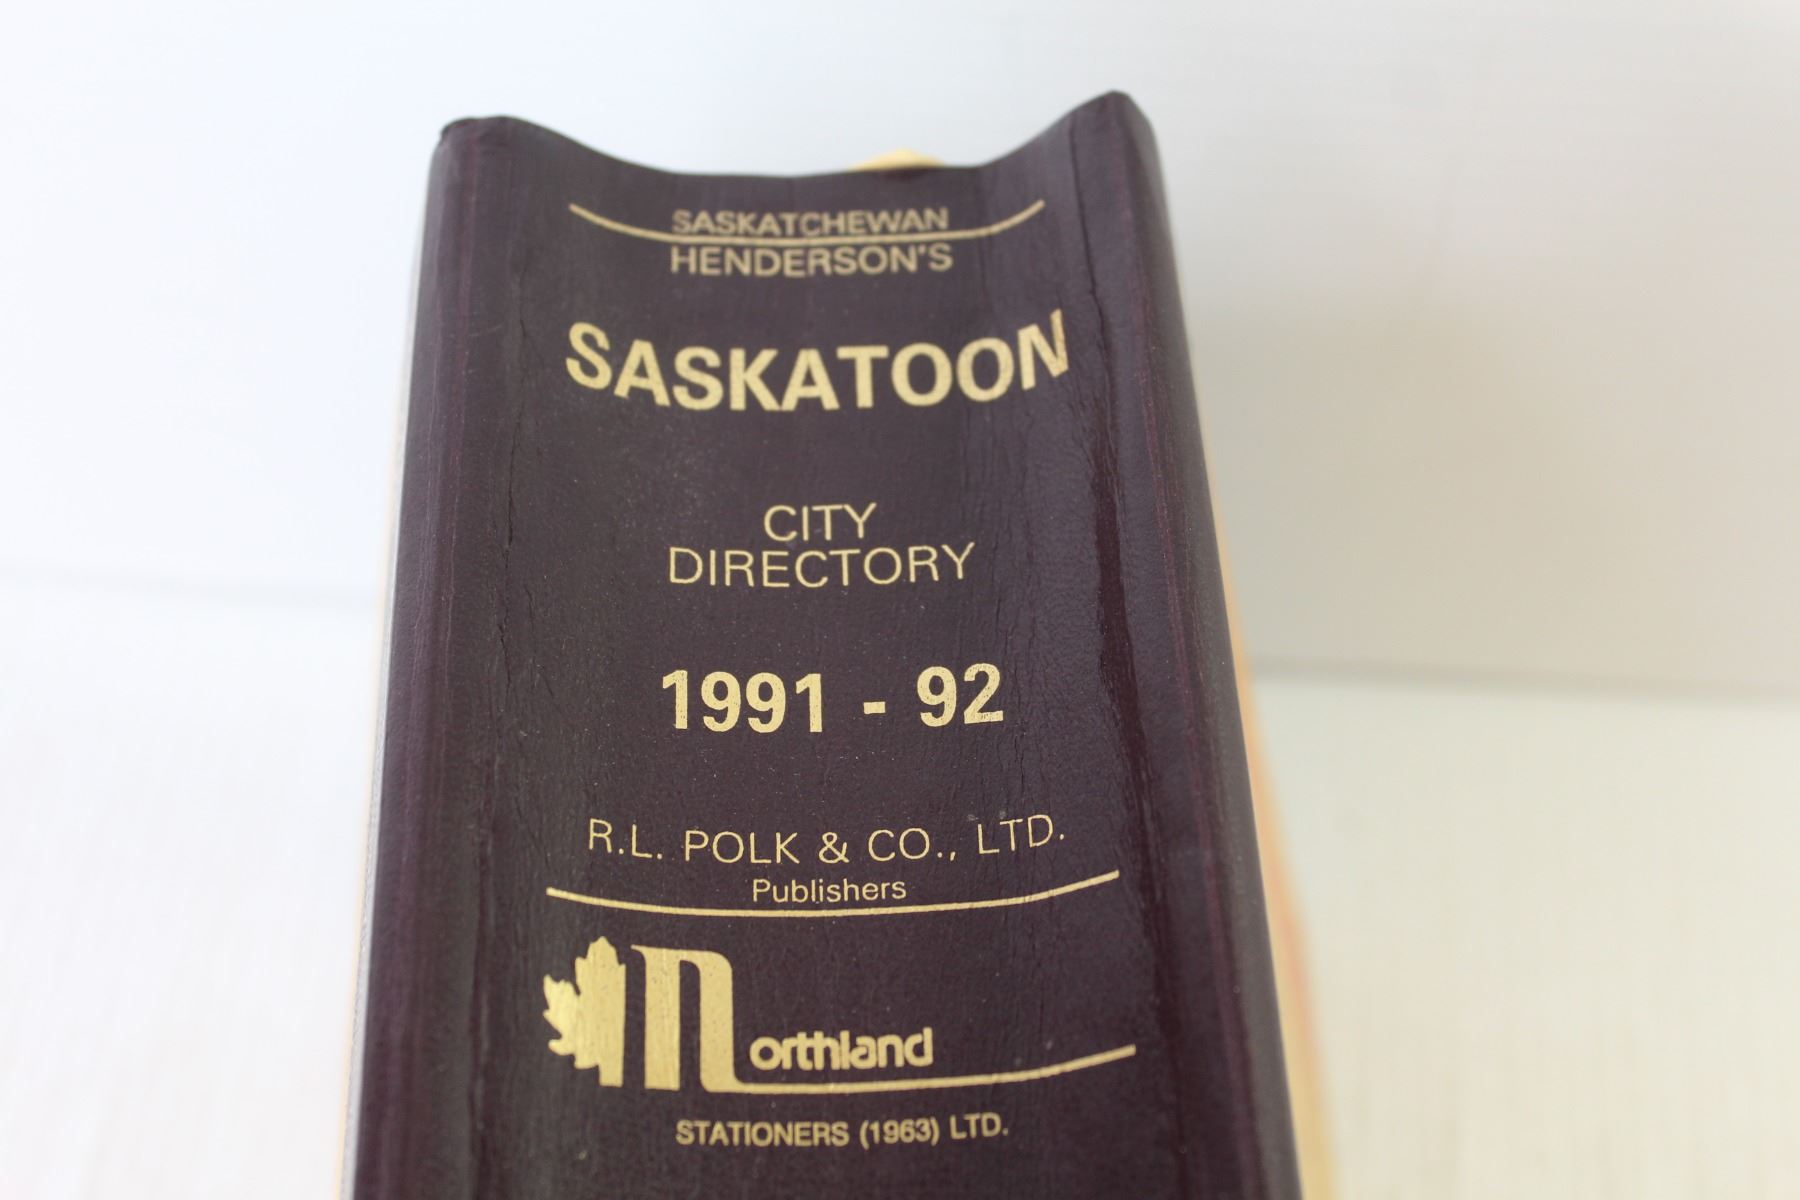 SASKATCHEWAN
HENDERSON'S
SASKATOON
CITY
DIRECTORY
1991 - 92
R.L. POLK & CO., LTD.
Publishers
Northland
STATIONERS (1963) LTD.